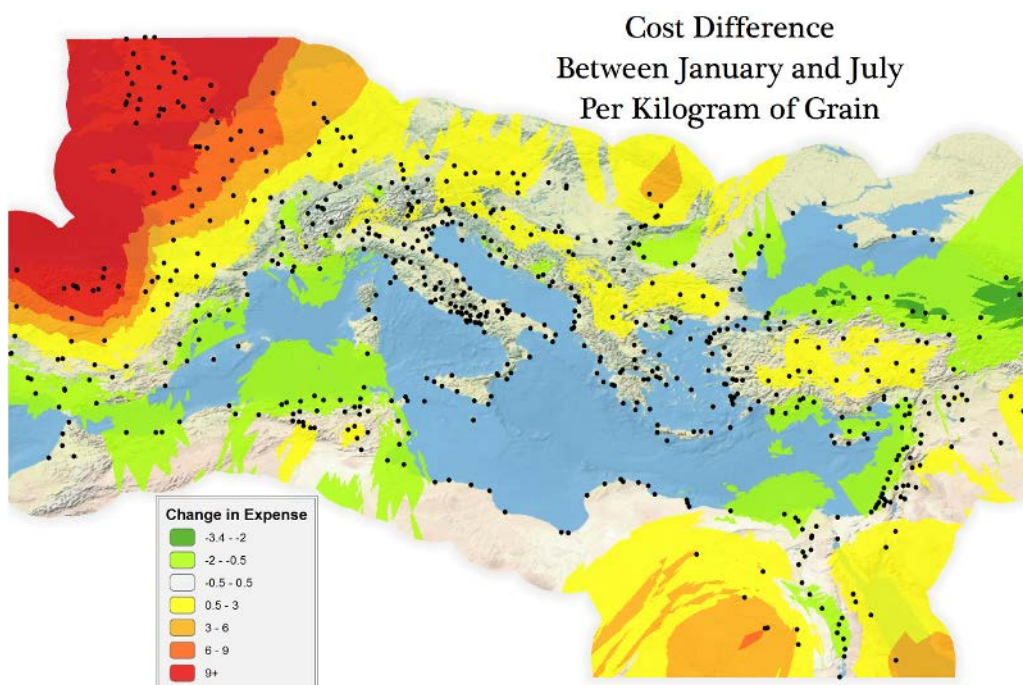 Cost Difference
Between January and July
Per Kilogram of Grain
Change in Expense
-3.4 - -2
-2 - -0.5
-0.5 - 0.5
0.5 - 3
3 - 6
6 - 9
9+